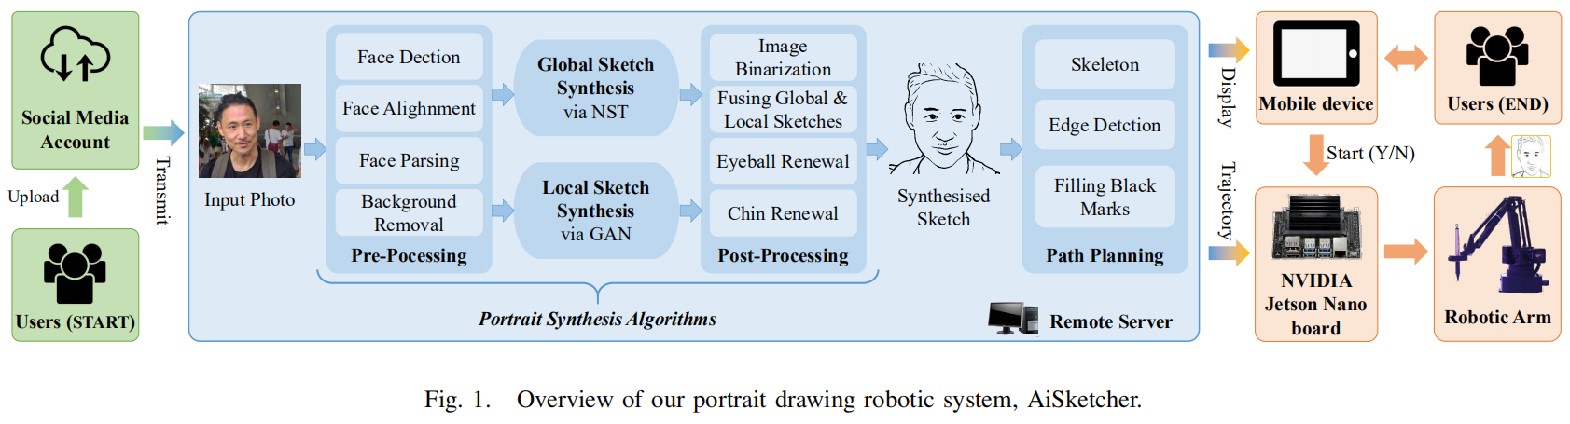 Social Media
Account
Upload
Users (START)
Transmit
Input Photo
Face Dection
Face Alighnment
Face Parsing
Background
Removal
Pre-Pocessing
Global Sketch
Synthesis
via NST
Local Sketch
Synthesis
via GAN
Image
Binarization
Fusing Global &
Local Sketches
Eyeball Renewal
Chin Renewal
Post-Processing
Portrait Synthesis Algorithms
Synthesised
Sketch
Skeleton
Edge Detction
Filling Black
Marks
Path Planning
Remote Server
Display
Trajectory
Mobile device
Users (END)
Start (Y/N)
NVIDIA
Jetson Nano
board
Robotic Arm
Fig. 1. Overview of our portrait drawing robotic system, AiSketcher.